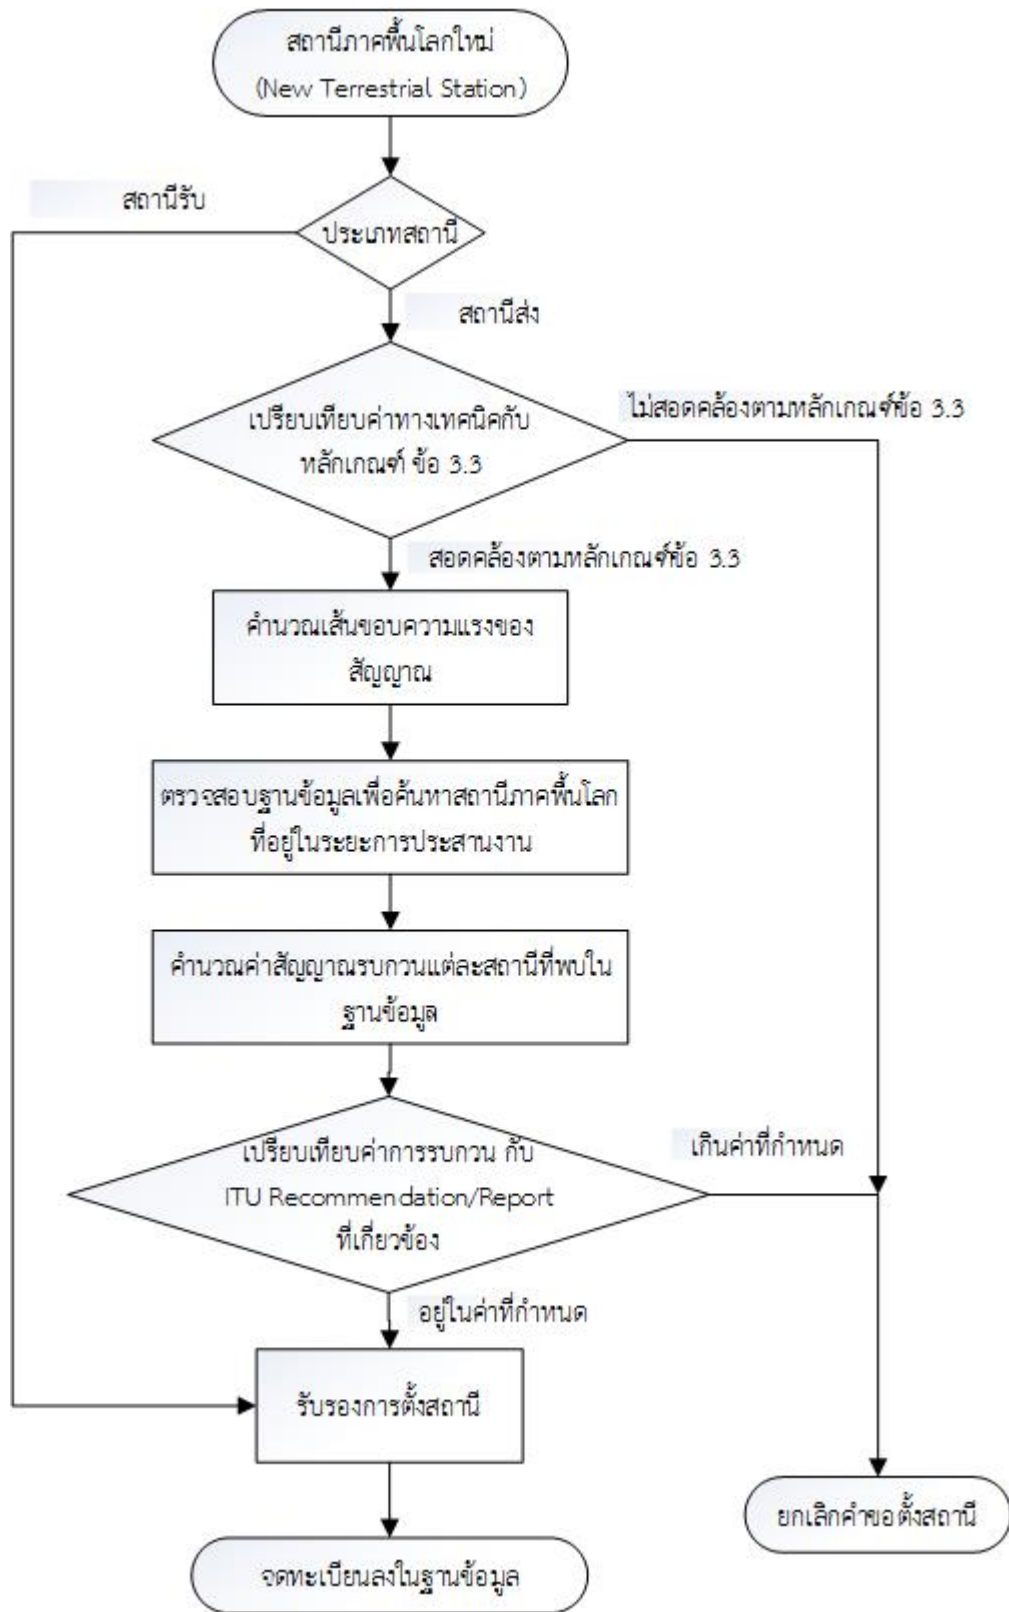 สถานีภาคพื้นโลกใหม่
(New Terrestrial Station)
สถานีรับ
ประเภทสถานี
สถานีส่ง
เปรียบเทียบค่าทางเทคนิคกับ
หลักเกณฑ์ ข้อ 3.3
ไม่สอดคล้องตามหลักเกณฑ์ข้อ 3.3
สอดคล้องตามหลักเกณฑ์ข้อ 3.3
คำนวณเส้นขอบความแรงของ
สัญญาณ
ตรวจสอบฐานข้อมูลเพื่อค้นหาสถานีภาคพื้นโลก
ที่อยู่ในระยะการประสานงาน
คำนวณค่าสัญญาณรบกวนแต่ละสถานีที่พบใน
ฐานข้อมูล
เปรียบเทียบค่าการรบกวน กับ
ITU Recommendation/Report
ที่เกี่ยวข้อง
เกินค่าที่กำหนด
อยู่ในค่าที่กำหนด
รับรองการตั้งสถานี
ยกเลิกคำขอตั้งสถานี
จดทะเบียนลงในฐานข้อมูล